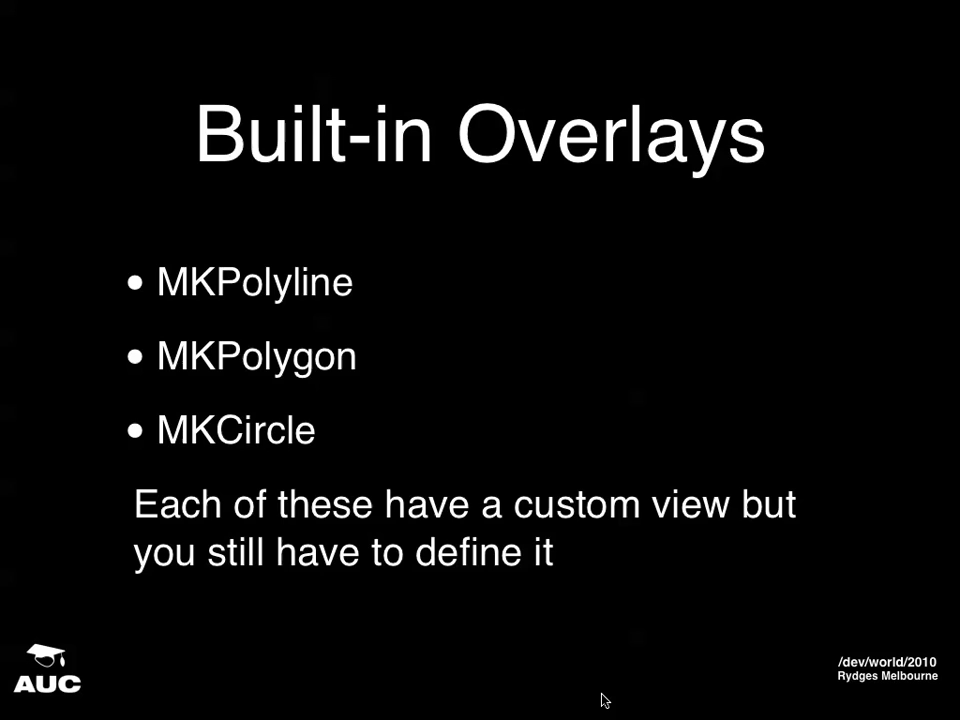 Built-in Overlays
• MKPolyline
• MKPolygon
• MKCircle
Each of these have a custom view but
you still have to define it
AUC
/dev/world/2010
Rydges Melbourne